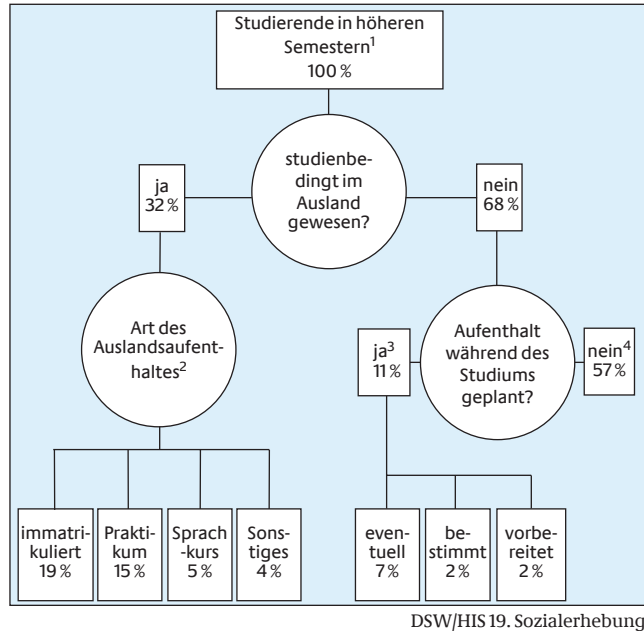 Studierende in höheren
Semestern¹
100 %
studienbe-
dingt im
Ausland
gewesen?
ja
32 %
nein
68 %
Art des
Auslandsaufent-
haltes²
ja³
11 %
Aufenthalt
während des
Studiums
geplant?
nein⁴
57 %
immatri-
kuliert
19 %
Prakti-
kum
15 %
Sprach
-kurs
5 %
Sons-
tiges
4 %
even-
tuell
7 %
be-
stimmt
2 %
vorbe-
reitet
2 %
DSW/HIS 19. Sozialerhebung